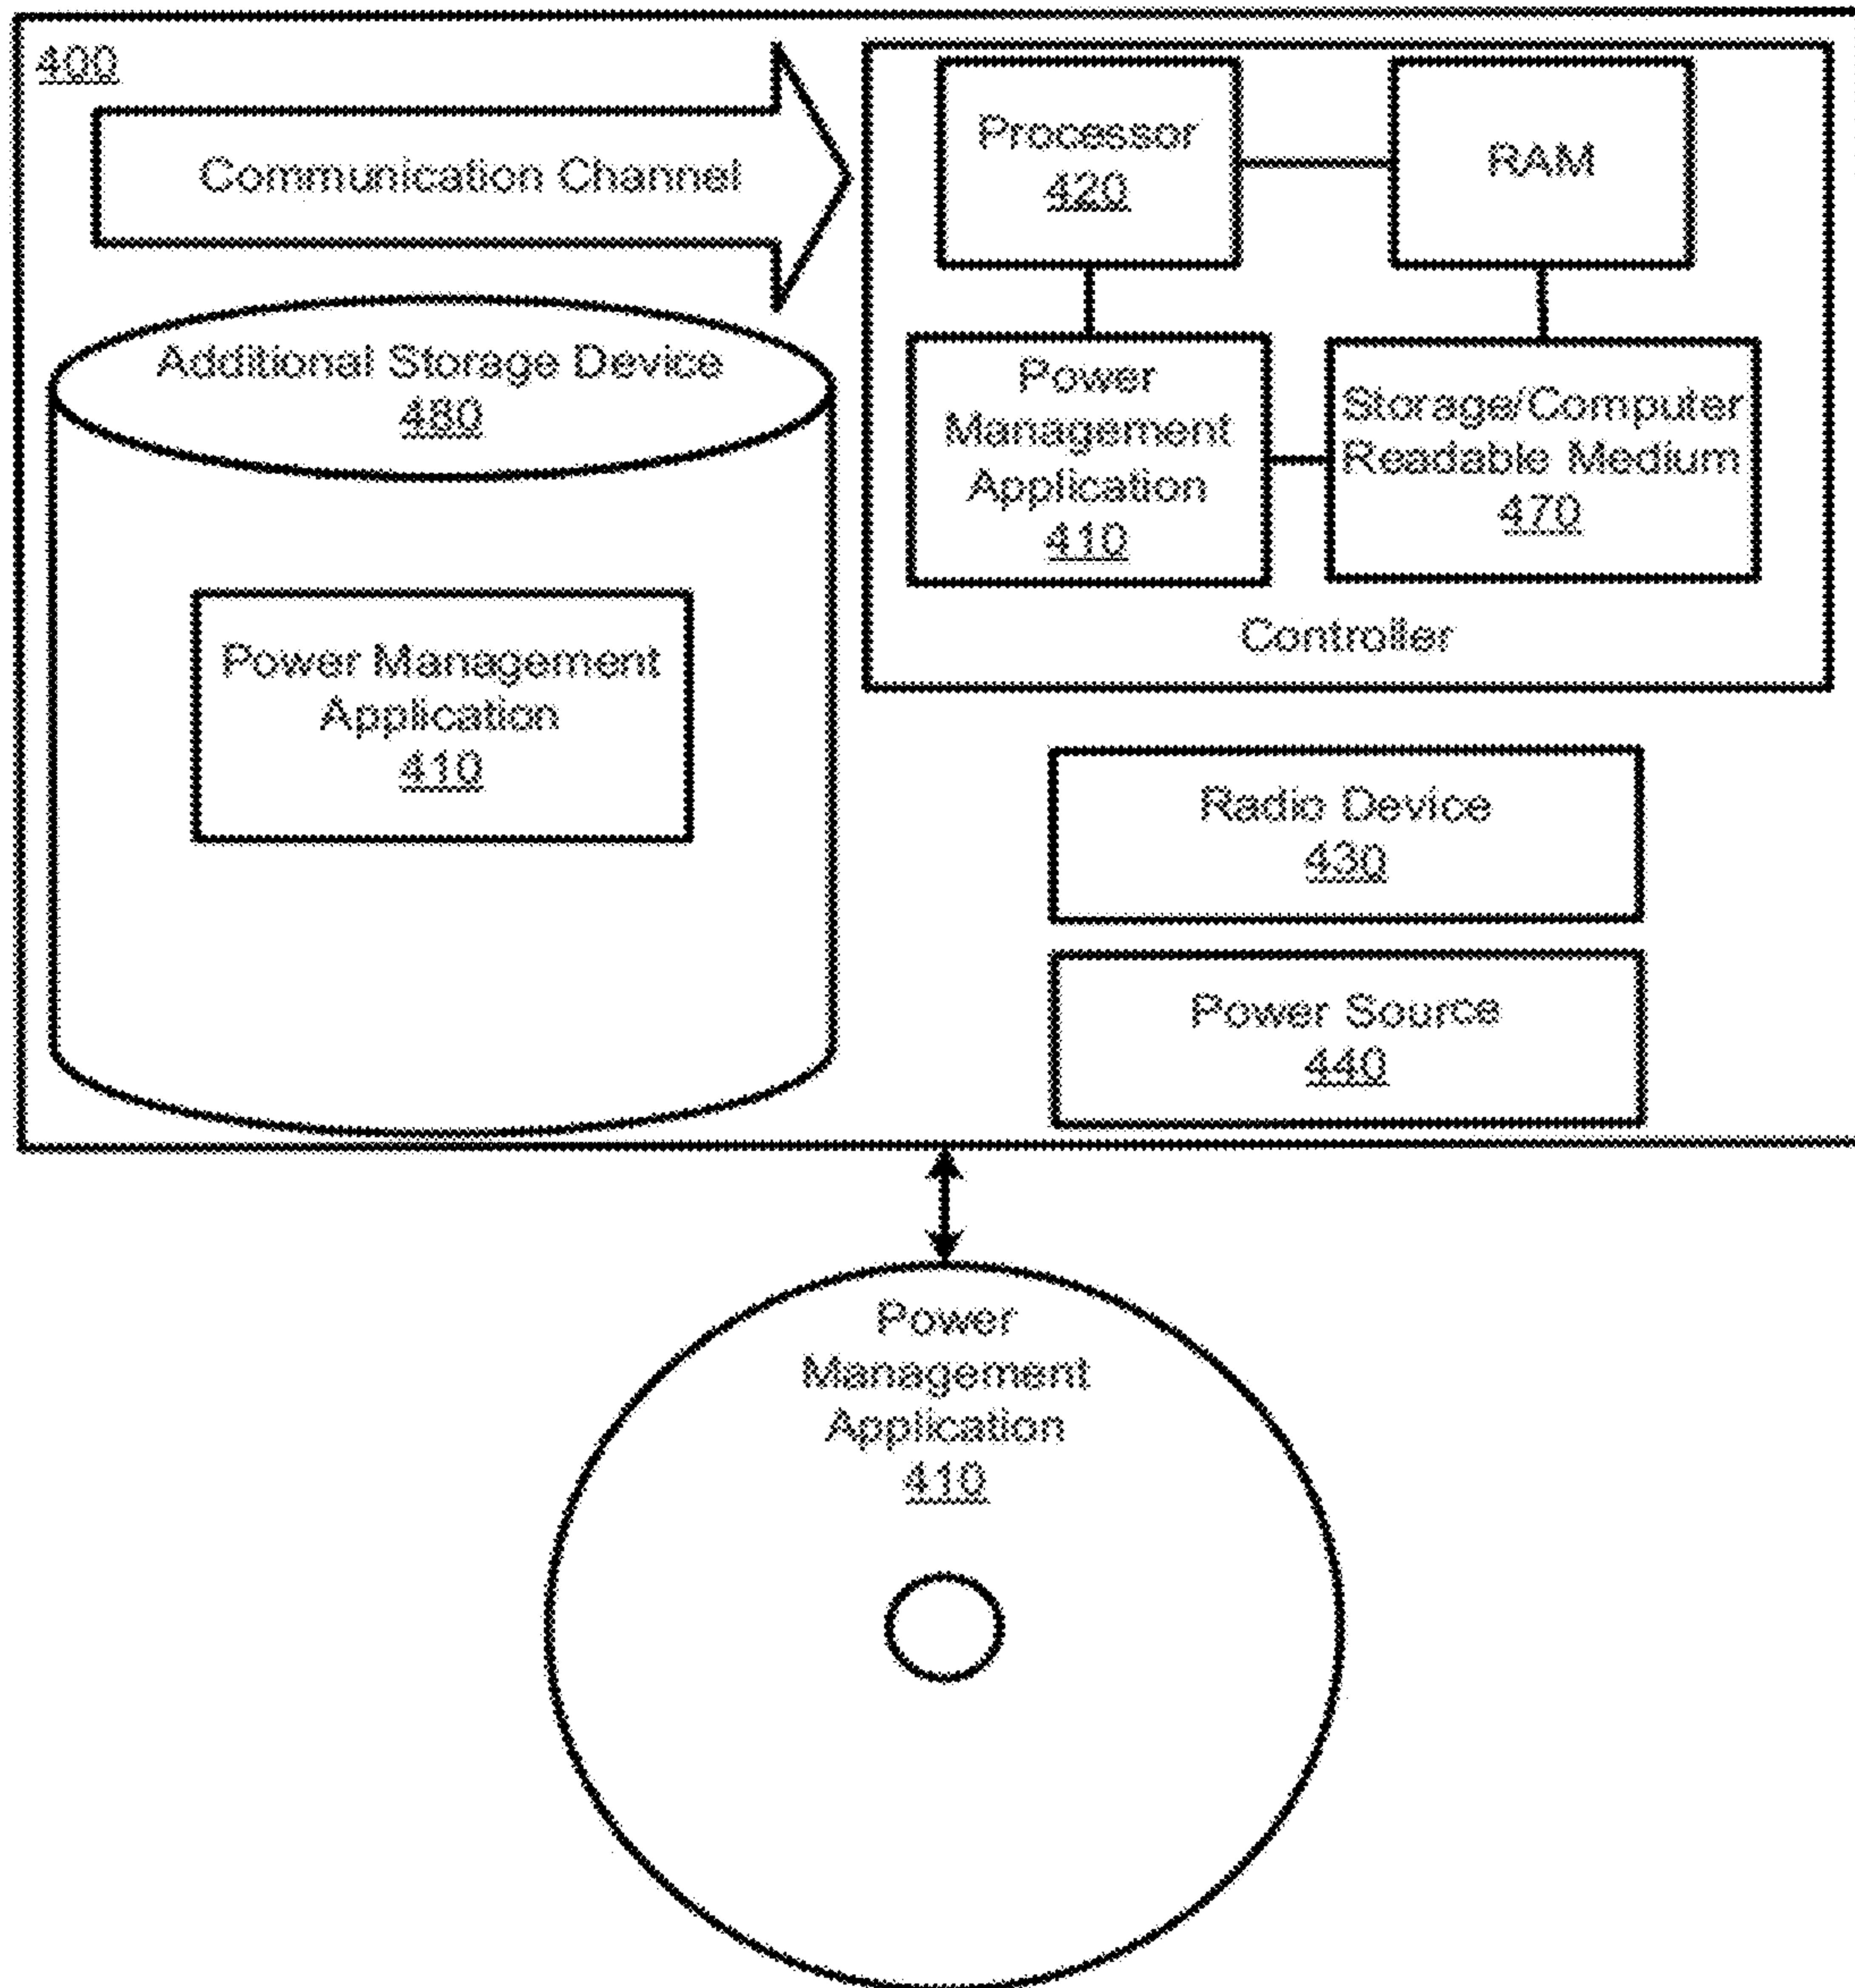 400
Communication Channel
Additional Storage Device
480
Power Management
Application
410
Processor
420
RAM
Power
Management
Application
410
Storage/Computer
Readable Medium
470
Controller
Radio Device
430
Power Source
440
Power
Management
Application
410